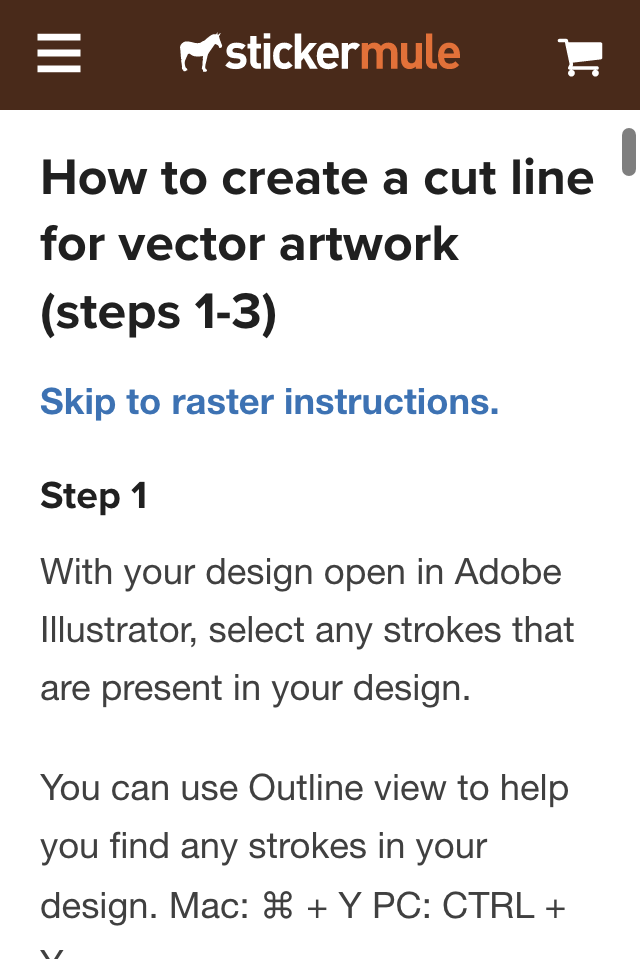 stickermule
How to create a cut line
for vector artwork
(steps 1-3)
Skip to raster instructions.
Step 1
With your design open in Adobe
Illustrator, select any strokes that
are present in your design.
You can use Outline view to help
you find any strokes in your
design. Mac: ⌘ + Y PC: CTRL +